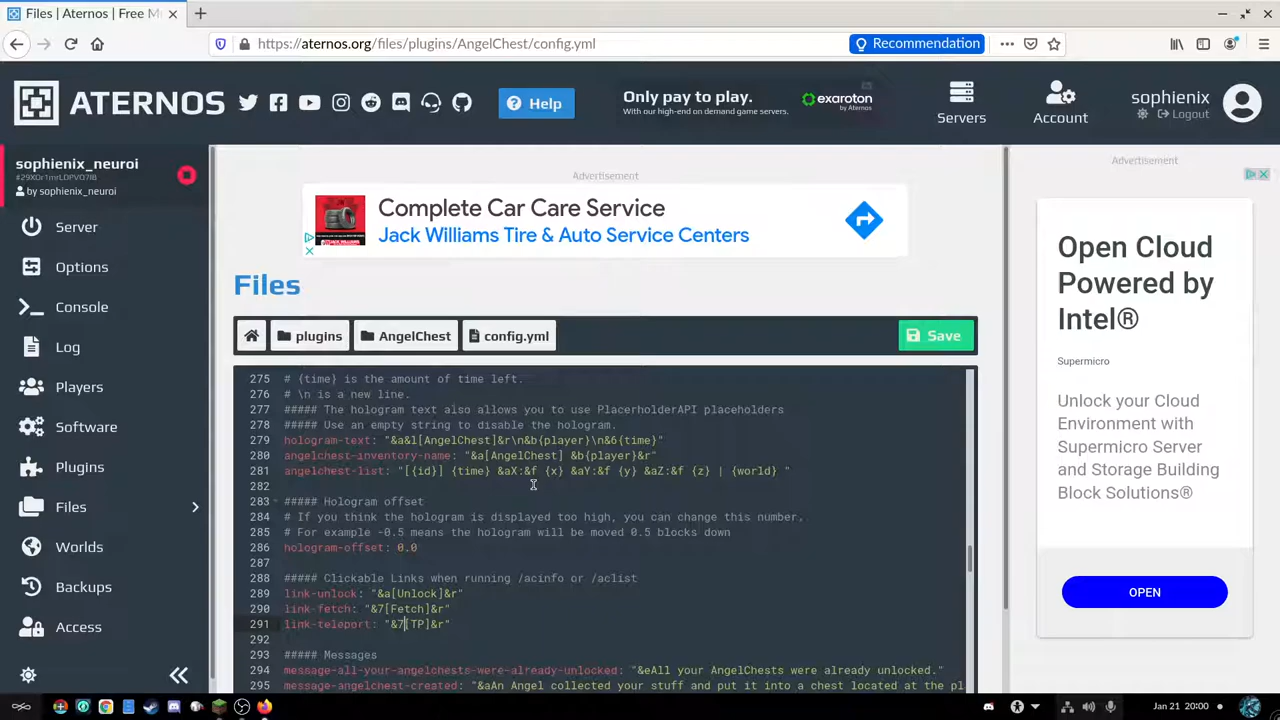 Files | Aternos | Free M
https://aternos.org/files/plugins/AngelChest/config.yml
Recommendation
ATERNOS
Help
Only pay to play.
With our high-end on demand game servers.
exaroton
by Aternos
Servers
Account
sophienix
Logout
sophienix_neuroi
by sophienix_neuroi
Server
Options
Console
Log
Players
Software
Plugins
Files
Worlds
Backups
Access
Advertisement
Complete Car Care Service
Jack Williams Tire & Auto Service Centers
Files
plugins
AngelChest
config.yml
Save
275 # {time} is the amount of time left.
276 # \n is a new line.
277 ##### The hologram text also allows you to use PlacerholderAPI placeholders
278 ##### Use an empty string to disable the hologram.
279 hologram-text: "&a&l[AngelChest]&r\n&b{player}\n&6{time}"
280 angelchest-inventory-name: "&a[AngelChest] &b{player}&r"
281 angelchest-list: "[{id}] {time} &aX:&f {x} &aY:&f {y} &aZ:&f {z} | {world} "
282
283 ##### Hologram offset
284 # If you think the hologram is displayed too high, you can change this number.
285 # For example -0.5 means the hologram will be moved 0.5 blocks down
286 hologram-offset: 0.0
287
288 ##### Clickable Links when running /acinfo or /aclist
289 link-unlock: "&a[Unlock]&r"
290 link-fetch: "&7[Fetch]&r"
291 link-teleport: "&7[TP]&r"
292
293 ##### Messages
294 message-all-your-angelchests-were-already-unlocked: "&eAll your AngelChests were already unlocked."
295 message-angelchest-created: "&aAn Angel collected your stuff and put it into a chest located at the pl
Advertisement
Open Cloud
Powered by
Intel®
Supermicro
Unlock your Cloud
Environment with
Supermicro Server
and Storage Building
Block Solutions®
OPEN
Jan 21 20:00